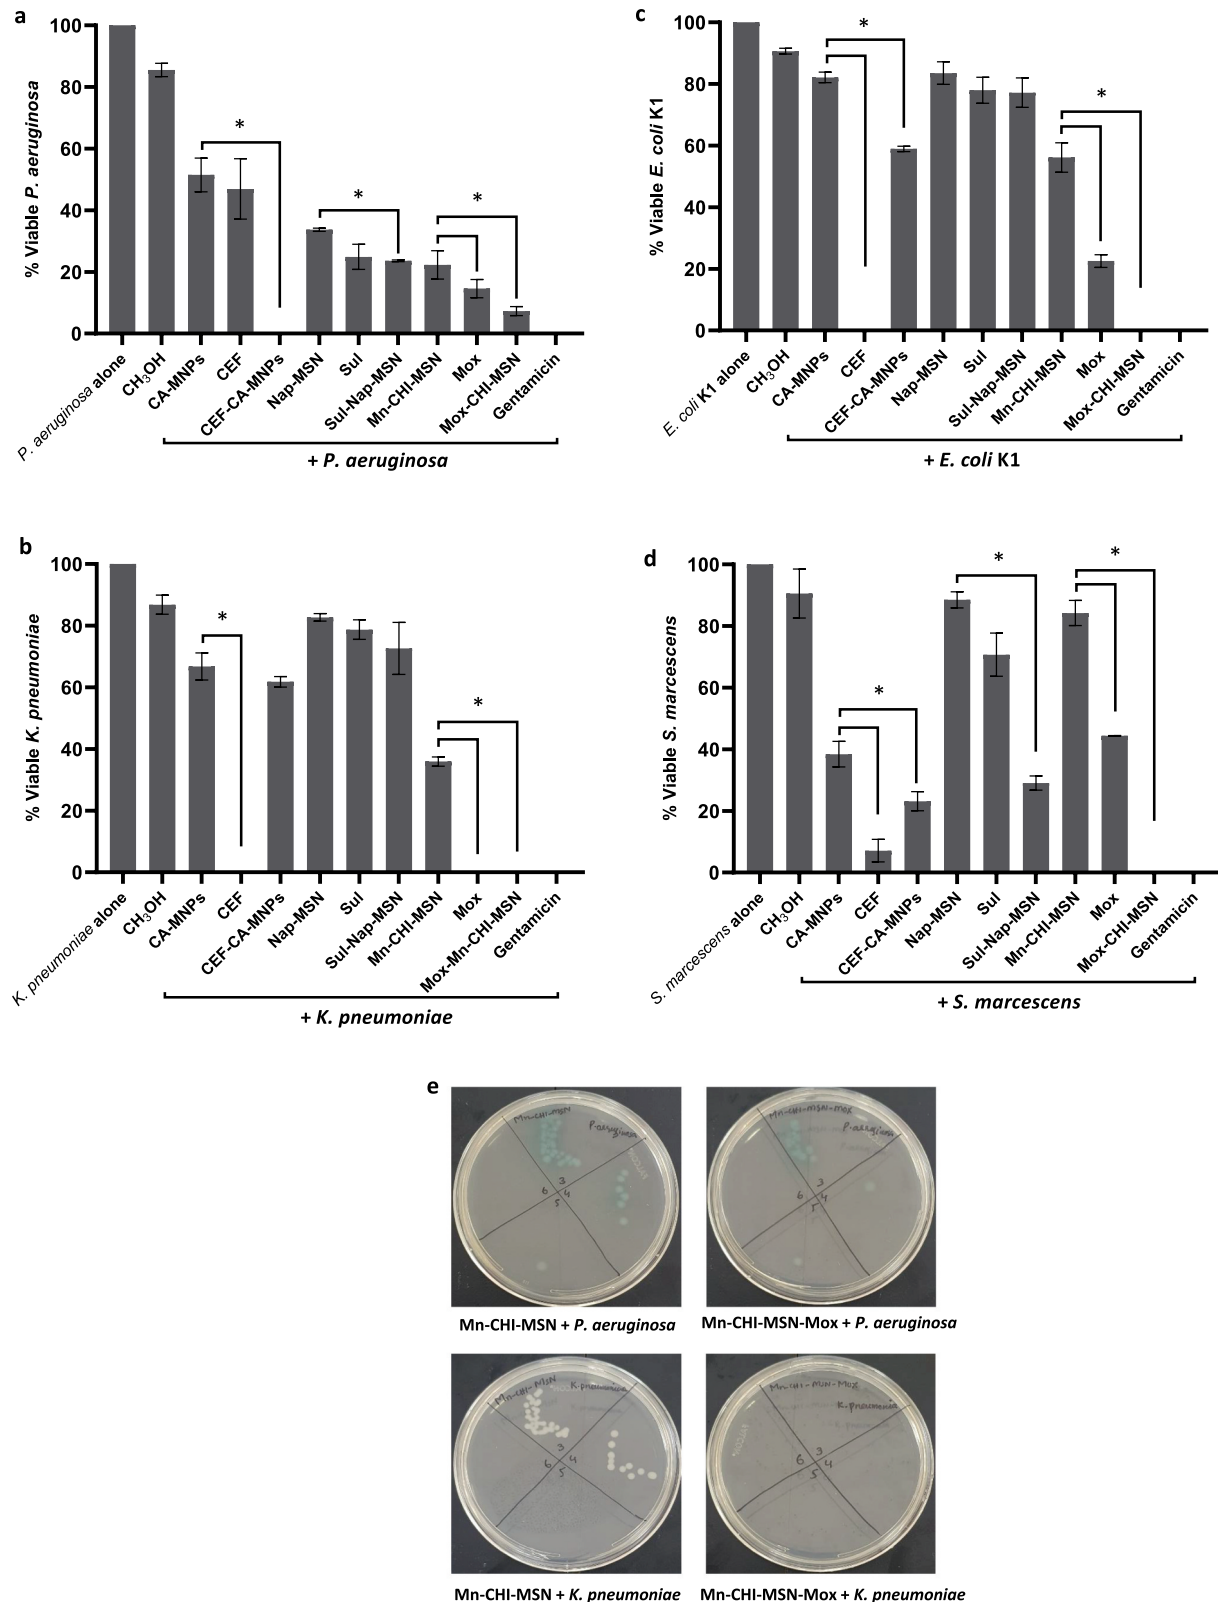 a
% Viable P. aeruginosa
100
80
60
40
20
0
*
*
*
P. aeruginosa alone
CH3OH
CA-MNPs
CEF
CEF-CA-MNPs
Nap-MSN
Sul
Sul-Nap-MSN
Mn-CHI-MSN
Mox
Mox-CHI-MSN
Gentamicin
+ P. aeruginosa
c
% Viable E. coli K1
100
80
60
40
20
0
*
*
E. coli K1 alone
CH3OH
CA-MNPs
CEF
CEF-CA-MNPs
Nap-MSN
Sul
Sul-Nap-MSN
Mn-CHI-MSN
Mox
Mox-CHI-MSN
Gentamicin
+ E. coli K1
b
% Viable K. pneumoniae
100
80
60
40
20
0
*
*
K. pneumoniae alone
CH3OH
CA-MNPs
CEF
CEF-CA-MNPs
Nap-MSN
Sul
Sul-Nap-MSN
Mn-CHI-MSN
Mox
Mox-Mn-CHI-MSN
Gentamicin
+ K. pneumoniae
d
% Viable S. marcescens
100
80
60
40
20
0
*
*
*
S. marcescens alone
CH3OH
CA-MNPs
CEF
CEF-CA-MNPs
Nap-MSN
Sul
Sul-Nap-MSN
Mn-CHI-MSN
Mox
Mox-CHI-MSN
Gentamicin
+ S. marcescens
e
Mn-CHI-MSN
P-aeruginosa
3
6 4
5
Mn-CHI-MSN + P. aeruginosa
Mn-CHI-MSN-MOX
P-aeruginosa
3
6 4
5
Mn-CHI-MSN-Mox + P. aeruginosa
Mn-CHI-MSN
K.pneumonia
3
6 4
5
Mn-CHI-MSN + K. pneumoniae
Mn-CHI-MSN-MOX
K.pneumonia
3
6 4
5
Mn-CHI-MSN-Mox + K. pneumoniae